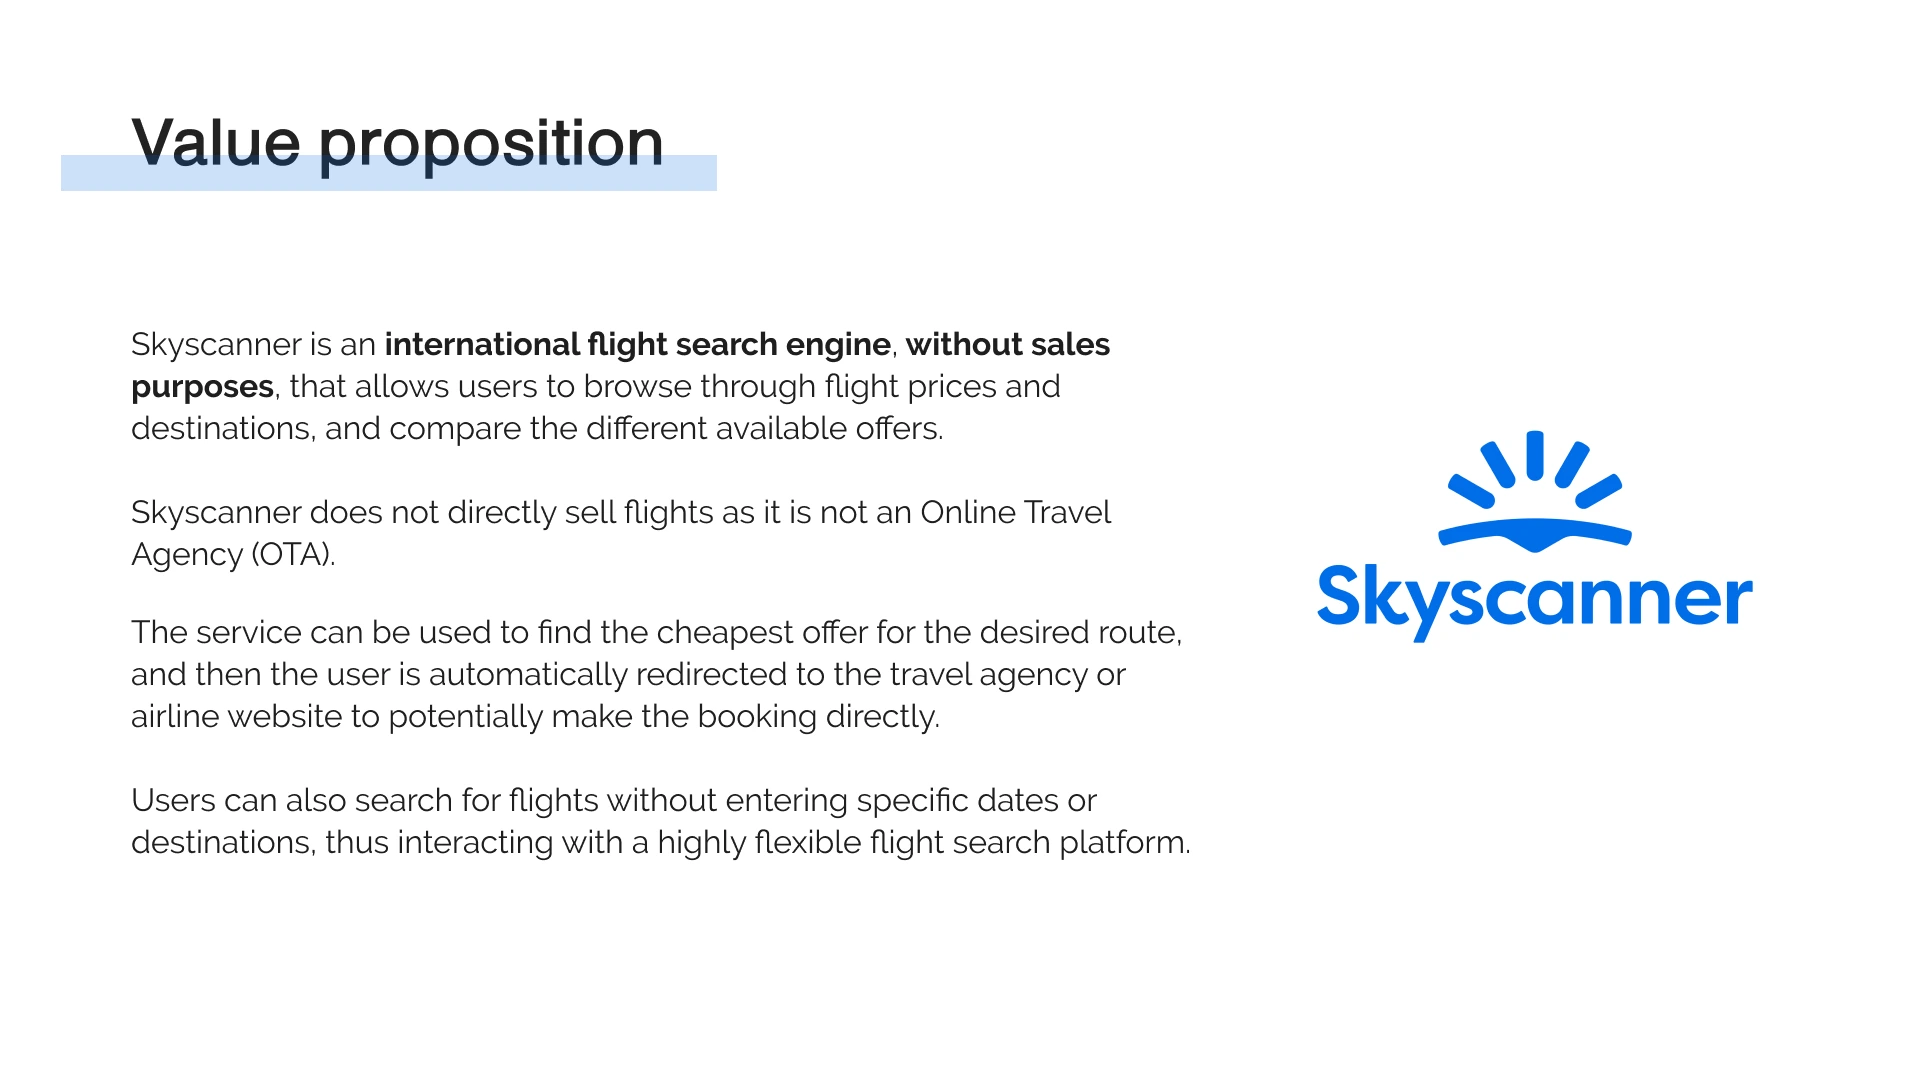 Value proposition
Skyscanner is an international flight search engine, without sales
purposes, that allows users to browse through flight prices and
destinations, and compare the different available offers.
Skyscanner does not directly sell flights as it is not an Online Travel
Agency (OTA).
The service can be used to find the cheapest offer for the desired route,
and then the user is automatically redirected to the travel agency or
airline website to potentially make the booking directly.
Users can also search for flights without entering specific dates or
destinations, thus interacting with a highly flexible flight search platform.
Skyscanner